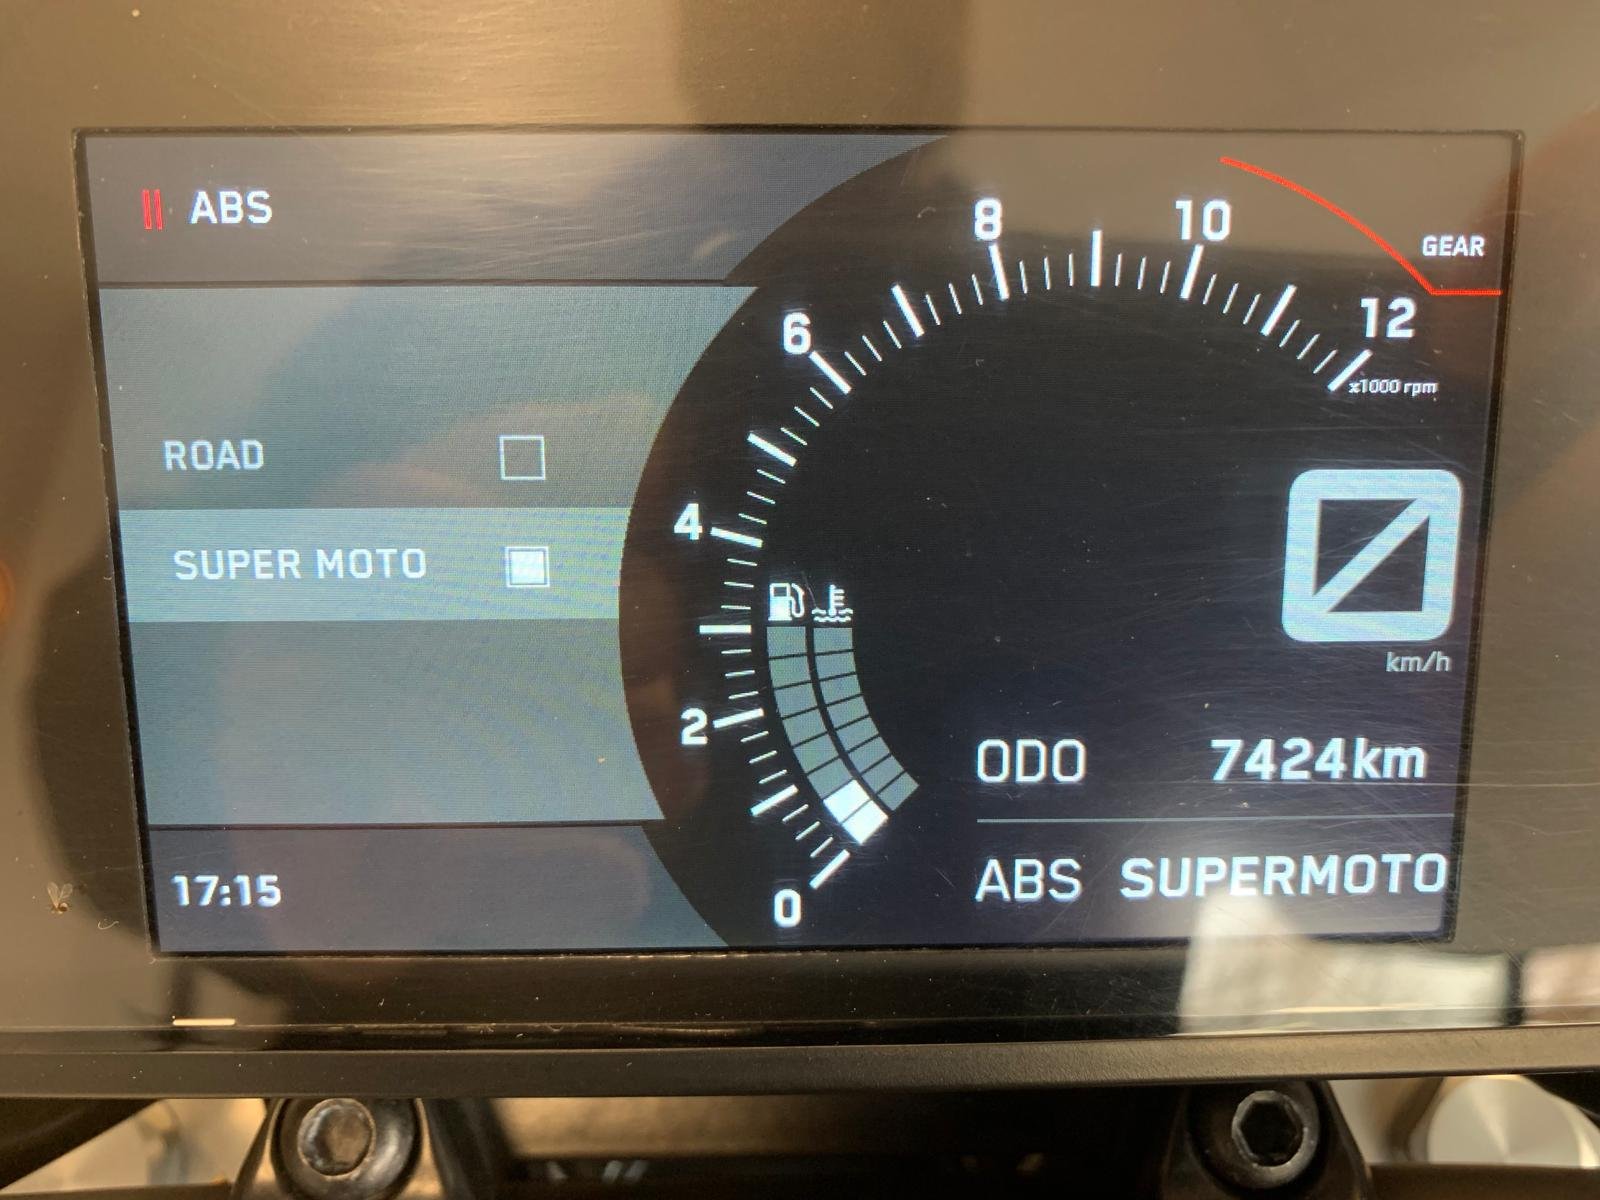 ABS
ROAD
SUPER MOTO
17:15
0
2
4
6
8
10
12
x1000 rpm
GEAR
km/h
ODO 7424km
ABS SUPERMOTO